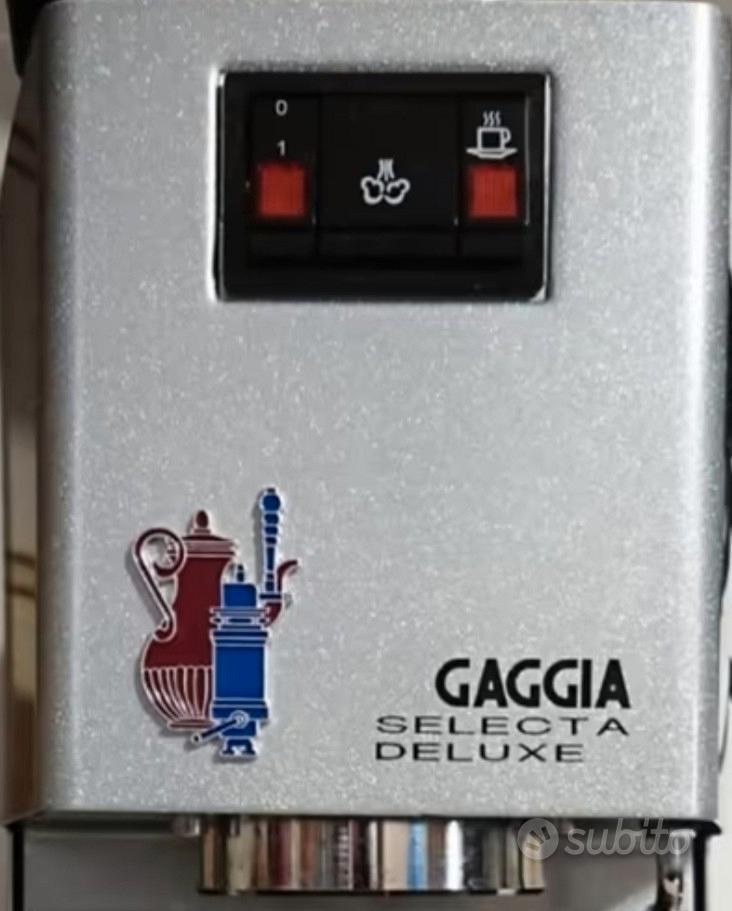 0
1
GAGGIA
SELECTA
DELUXE
subito